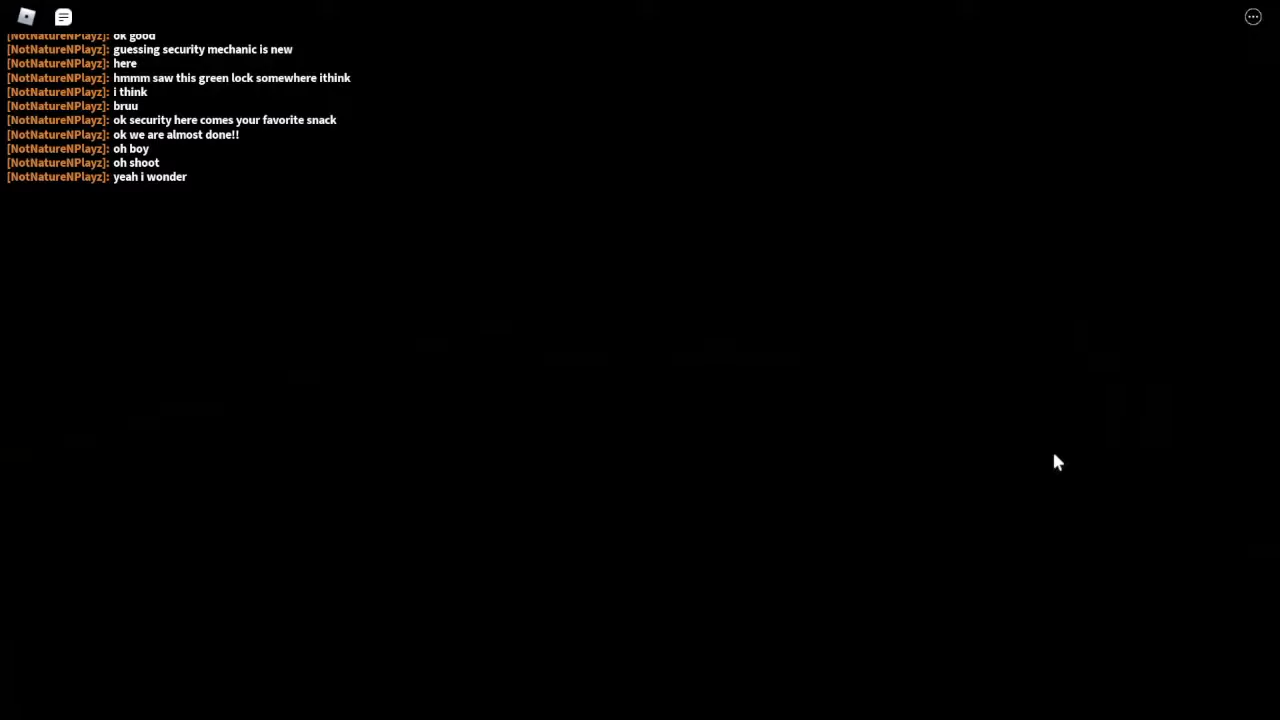 [NotNatureNPlayz]: ok good
[NotNatureNPlayz]: guessing security mechanic is new
[NotNatureNPlayz]: here
[NotNatureNPlayz]: hmmm saw this green lock somewhere ithink
[NotNatureNPlayz]: i think
[NotNatureNPlayz]: bruu
[NotNatureNPlayz]: ok security here comes your favorite snack
[NotNatureNPlayz]: ok we are almost done!!
[NotNatureNPlayz]: oh boy
[NotNatureNPlayz]: oh shoot
[NotNatureNPlayz]: yeah i wonder